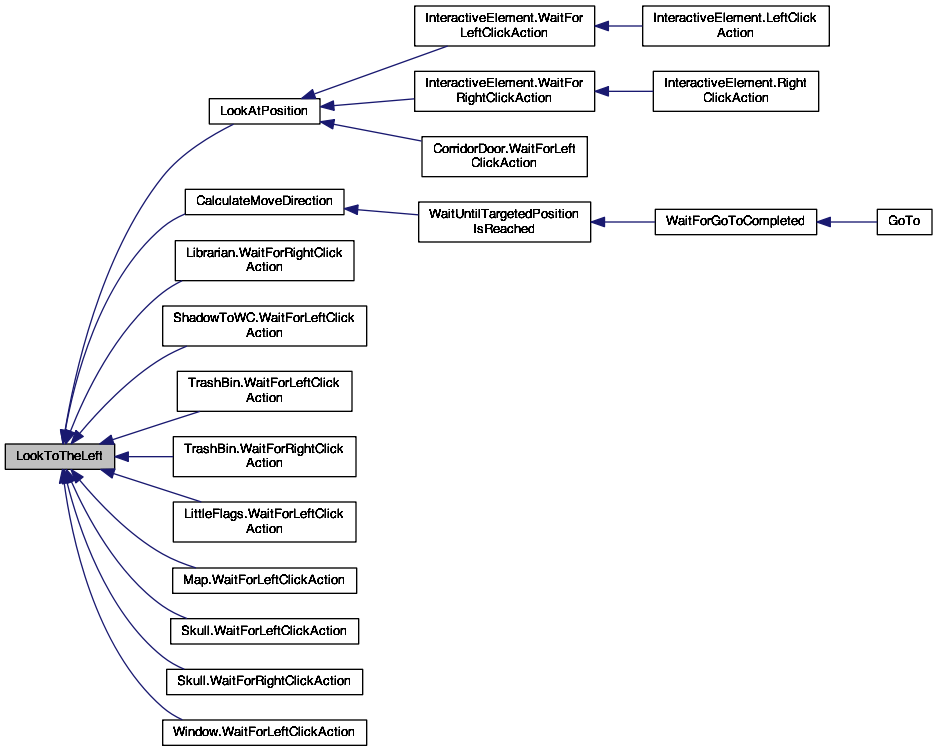 InteractiveElement.WaitFor
LeftClickAction
InteractiveElement.LeftClick
Action
InteractiveElement.WaitFor
RightClickAction
InteractiveElement.Right
ClickAction
LookAtPosition
CorridorDoor.WaitForLeft
ClickAction
CalculateMoveDirection
WaitUntilTargetedPosition
IsReached
WaitForGoToCompleted
GoTo
Librarian.WaitForRightClick
Action
ShadowToWC.WaitForLeftClick
Action
TrashBin.WaitForLeftClick
Action
LookToTheLeft
TrashBin.WaitForRightClick
Action
LittleFlags.WaitForLeftClick
Action
Map.WaitForLeftClickAction
Skull.WaitForLeftClickAction
Skull.WaitForRightClickAction
Window.WaitForLeftClickAction